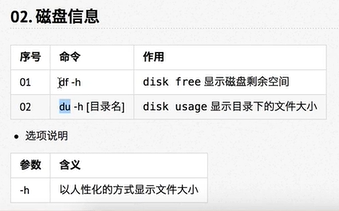 02. 磁盘信息
序号 命令 作用
01 df -h disk free 显示磁盘剩余空间
02 du -h [目录名] disk usage 显示目录下的文件大小
• 选项说明
参数 含义
-h 以人性化的方式显示文件大小